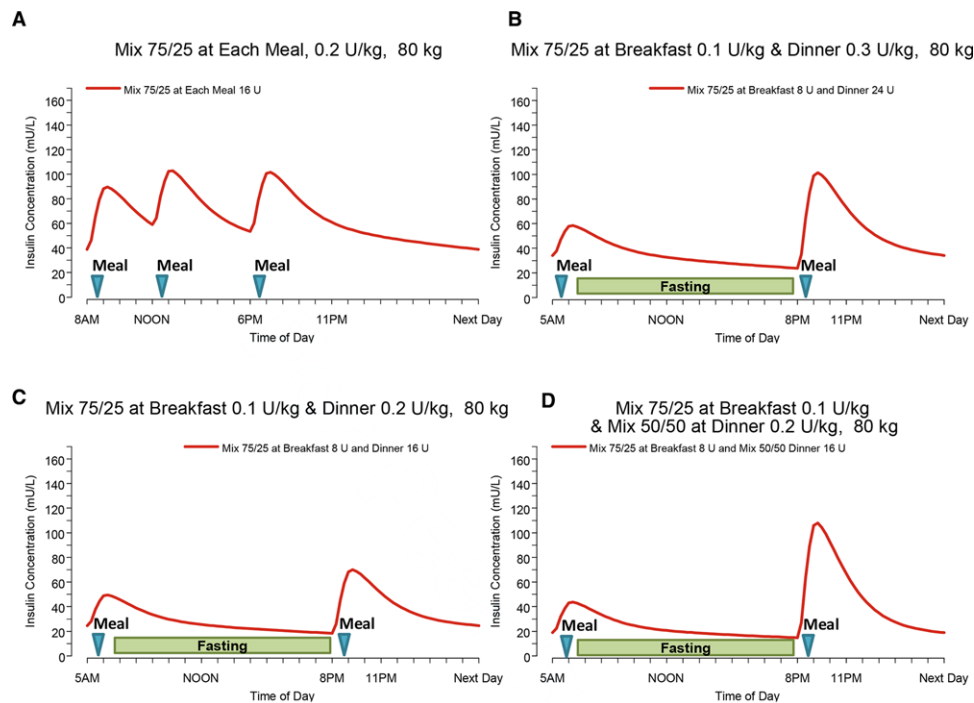 A
Mix 75/25 at Each Meal, 0.2 U/kg, 80 kg
Mix 75/25 at Each Meal 16 U
Insulin Concentration (mU/L)
160
140
120
100
80
60
40
20
0
Meal
Meal
Meal
8AM
NOON
6PM
11PM
Next Day
Time of Day
B
Mix 75/25 at Breakfast 0.1 U/kg & Dinner 0.3 U/kg, 80 kg
Mix 75/25 at Breakfast 8 U and Dinner 24 U
Insulin Concentration (mU/L)
160
140
120
100
80
60
40
20
0
Meal
Meal
Fasting
5AM
NOON
8PM
11PM
Next Day
Time of Day
C
Mix 75/25 at Breakfast 0.1 U/kg & Dinner 0.2 U/kg, 80 kg
Mix 75/25 at Breakfast 8 U and Dinner 16 U
Insulin Concentration (mU/L)
160
140
120
100
80
60
40
20
0
Meal
Meal
Fasting
5AM
NOON
8PM
11PM
Next Day
Time of Day
D
Mix 75/25 at Breakfast 0.1 U/kg
& Mix 50/50 at Dinner 0.2 U/kg, 80 kg
Mix 75/25 at Breakfast 8 U and Mix 50/50 Dinner 16 U
Insulin Concentration (mU/L)
160
140
120
100
80
60
40
20
0
Meal
Meal
Fasting
5AM
NOON
8PM
11PM
Next Day
Time of Day